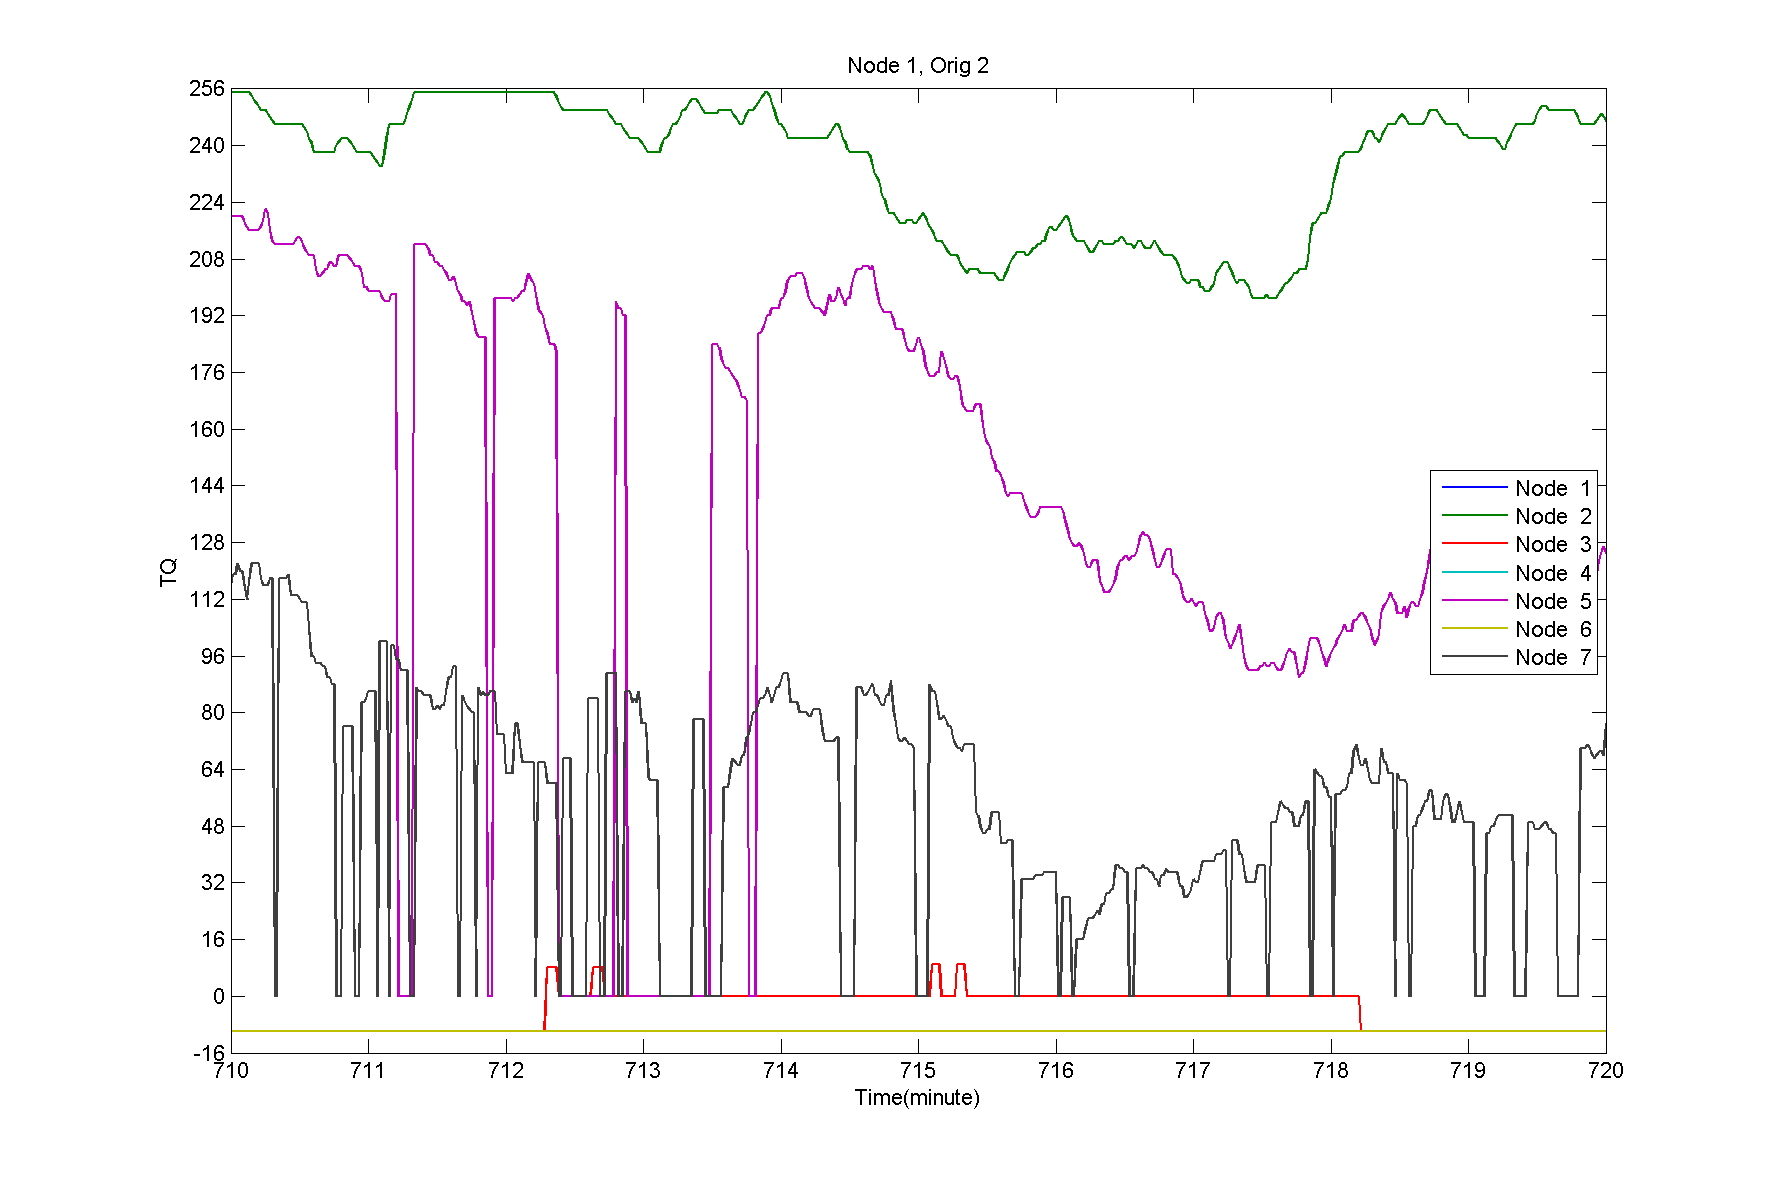 Node 1, Orig 2
256
240
224
208
192
176
160
144
128
112
96
80
64
48
32
16
0
-16
TQ
Node 1
Node 2
Node 3
Node 4
Node 5
Node 6
Node 7
710 711 712 713 714 715 716 717 718 719 720
Time(minute)